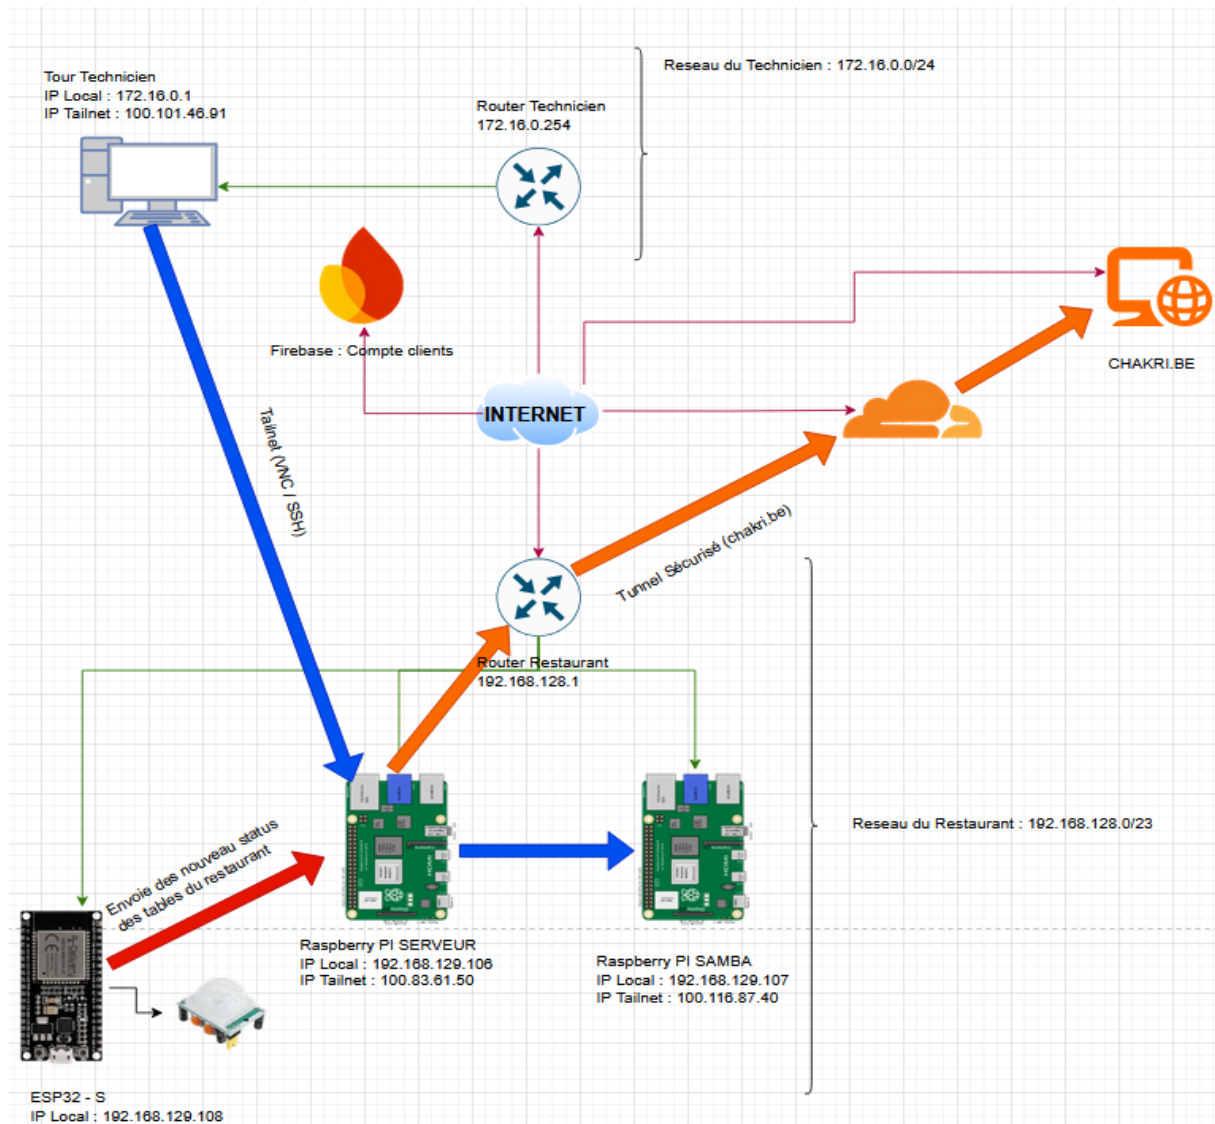 Tour Technicien
IP Local : 172.16.0.1
IP Tailnet : 100.101.46.91
Router Technicien
172.16.0.254
Reseau du Technicien : 172.16.0.0/24
Firebase : Compte clients
INTERNET
CHAKRI.BE
Tailnet (VNC / SSH)
Tunnel Sécurisé (chakri.be)
Router Restaurant
192.168.128.1
Reseau du Restaurant : 192.168.128.0/23
Envoie des nouveau status
des tables du restaurant
Raspberry PI SERVEUR
IP Local : 192.168.129.106
IP Tailnet : 100.83.61.50
Raspberry PI SAMBA
IP Local : 192.168.129.107
IP Tailnet : 100.116.87.40
ESP32 - S
IP Local : 192.168.129.108